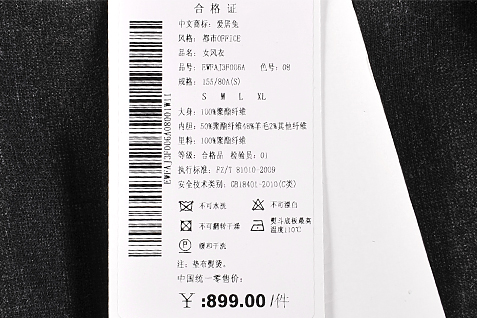 合格证
中文商标：爱居兔
风格：都市OFFICE
品名：女风衣
品号：EWFAJ3F006A 色号：08
规格：155/80A(S)
S M L XL
大身：100%聚酯纤维
内胆：50%聚酯纤维48%羊毛2%其他纤维
里料：100%聚酯纤维
等级：合格品 检验员：01
执行标准：FZ/T 81010-2009
安全技术类别：GB18401-2010(C类)
不可水洗 不可漂白
不可翻转干燥 熨斗底板最高温度110℃
缓和干洗
注：垫布熨烫。
中国统一零售价：
￥:899.00/件